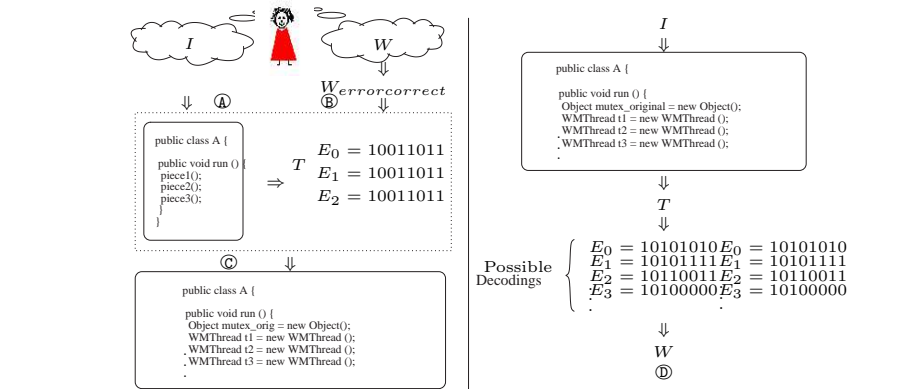 I
W
⇓
W_errorcorrect
⇓ Ⓐ Ⓑ ⇓
public class A {
public void run () {
piece1();
piece2();
piece3();
}
}
⇒ T
E_0 = 10011011
E_1 = 10011011
E_2 = 10011011
Ⓒ ⇓
public class A {
public void run () {
Object mutex_orig = new Object();
WMThread t1 = new WMThread ();
WMThread t2 = new WMThread ();
WMThread t3 = new WMThread ();
.
.
.
I
⇓
public class A {
public void run () {
Object mutex_original = new Object();
WMThread t1 = new WMThread ();
WMThread t2 = new WMThread ();
WMThread t3 = new WMThread ();
.
.
.
⇓
T
⇓
Possible
Decodings
E_0 = 10101010 E_0 = 10101010
E_1 = 10101111 E_1 = 10101111
E_2 = 10110011 E_2 = 10110011
E_3 = 10100000 E_3 = 10100000
. .
. .
⇓
W
Ⓓ